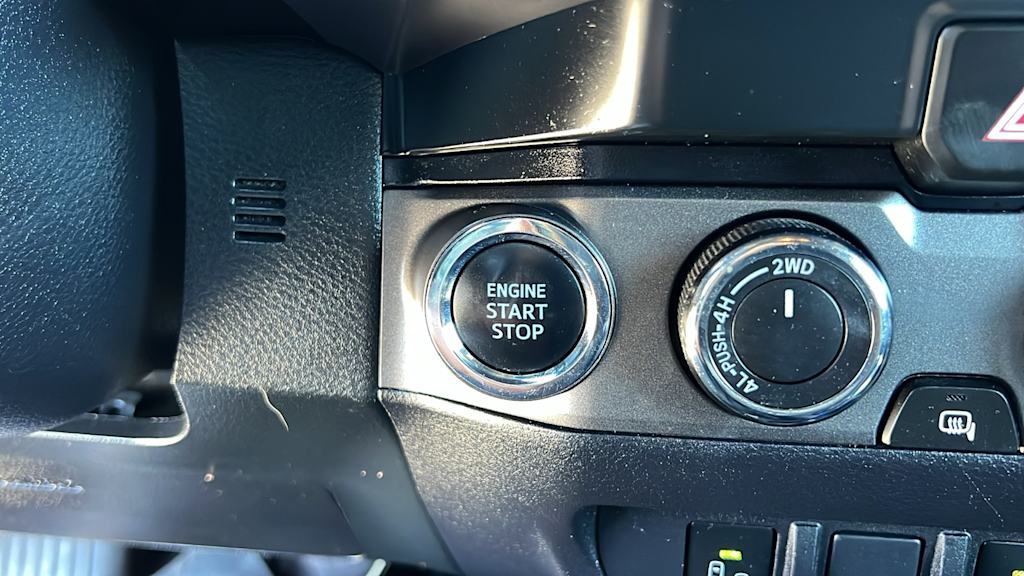 ENGINE
START
STOP
2WD
4L-PUSH-4H